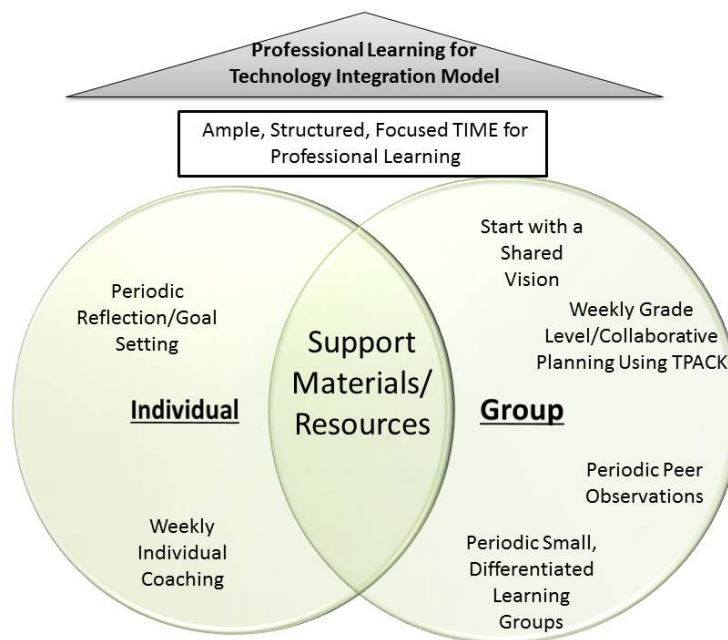 Professional Learning for
Technology Integration Model
Ample, Structured, Focused TIME for
Professional Learning
Periodic
Reflection/Goal
Setting
Individual
Weekly
Individual
Coaching
Support
Materials/
Resources
Start with a
Shared
Vision
Weekly Grade
Level/Collaborative
Planning Using TPACK
Group
Periodic Peer
Observations
Periodic Small,
Differentiated
Learning
Groups